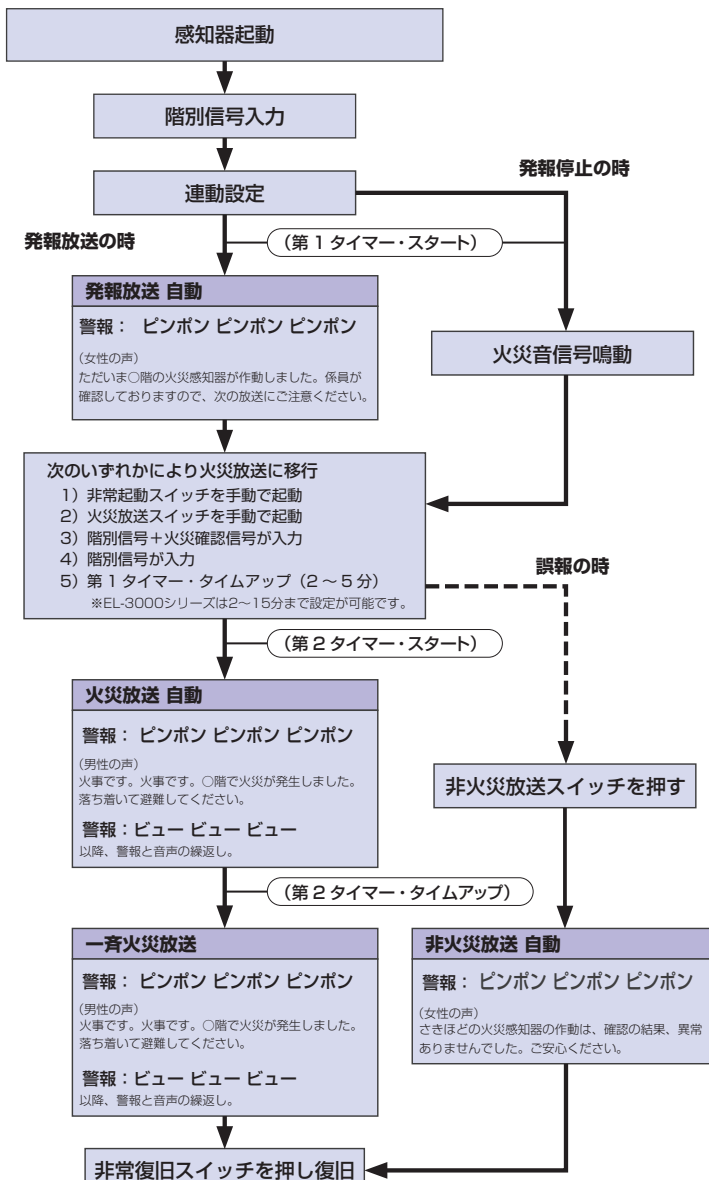 感知器起動
階別信号入力
発報停止の時
連動設定
発報放送の時
（第１タイマー・スタート）
発報放送 自動
警報： ピンポン ピンポン ピンポン
(女性の声)
ただいま○階の火災感知器が作動しました。係員が
確認しておりますので、次の放送にご注意ください。
火災音信号鳴動
次のいずれかにより火災放送に移行
1）非常起動スイッチを手動で起動
2）火災放送スイッチを手動で起動
3）階別信号＋火災確認信号が入力
4）階別信号が入力
5）第１タイマー・タイムアップ（2～5分）
※EL-3000シリーズは2～15分まで設定が可能です。
誤報の時
（第２タイマー・スタート）
火災放送 自動
警報： ピンポン ピンポン ピンポン
(男性の声)
火事です。火事です。○階で火災が発生しました。
落ち着いて避難してください。
警報：ビュー ビュー ビュー
以降、警報と音声の繰返し。
非火災放送スイッチを押す
（第２タイマー・タイムアップ）
一斉火災放送
警報： ピンポン ピンポン ピンポン
(男性の声)
火事です。火事です。○階で火災が発生しました。
落ち着いて避難してください。
警報：ビュー ビュー ビュー
以降、警報と音声の繰返し。
非火災放送 自動
警報： ピンポン ピンポン ピンポン
(女性の声)
さきほどの火災感知器の作動は、確認の結果、異常
ありませんでした。ご安心ください。
非常復旧スイッチを押し復旧